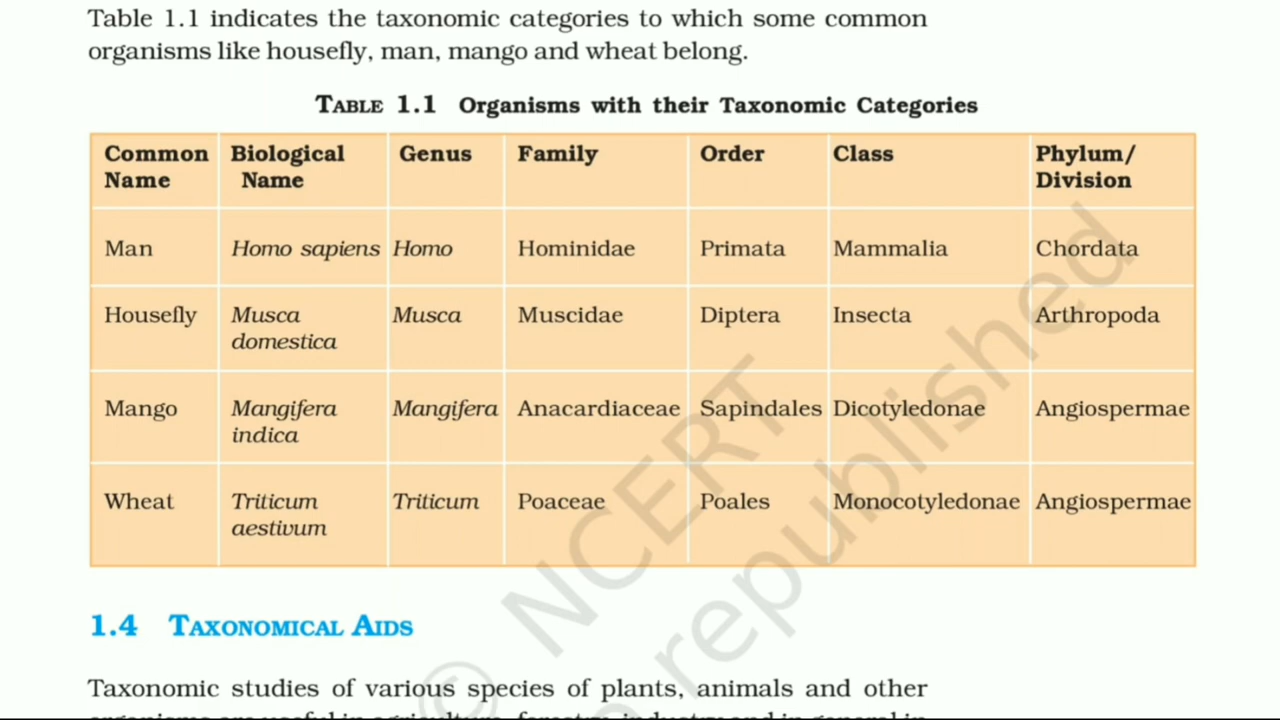 Table 1.1 indicates the taxonomic categories to which some common
organisms like housefly, man, mango and wheat belong.
TABLE 1.1 Organisms with their Taxonomic Categories
Common Name Biological Name Genus Family Order Class Phylum/ Division
Man Homo sapiens Homo Hominidae Primata Mammalia Chordata
Housefly Musca domestica Musca Muscidae Diptera Insecta Arthropoda
Mango Mangifera indica Mangifera Anacardiaceae Sapindales Dicotyledonae Angiospermae
Wheat Triticum aestivum Triticum Poaceae Poales Monocotyledonae Angiospermae
© NCERT
republished
1.4 TAXONOMICAL AIDS
Taxonomic studies of various species of plants, animals and other